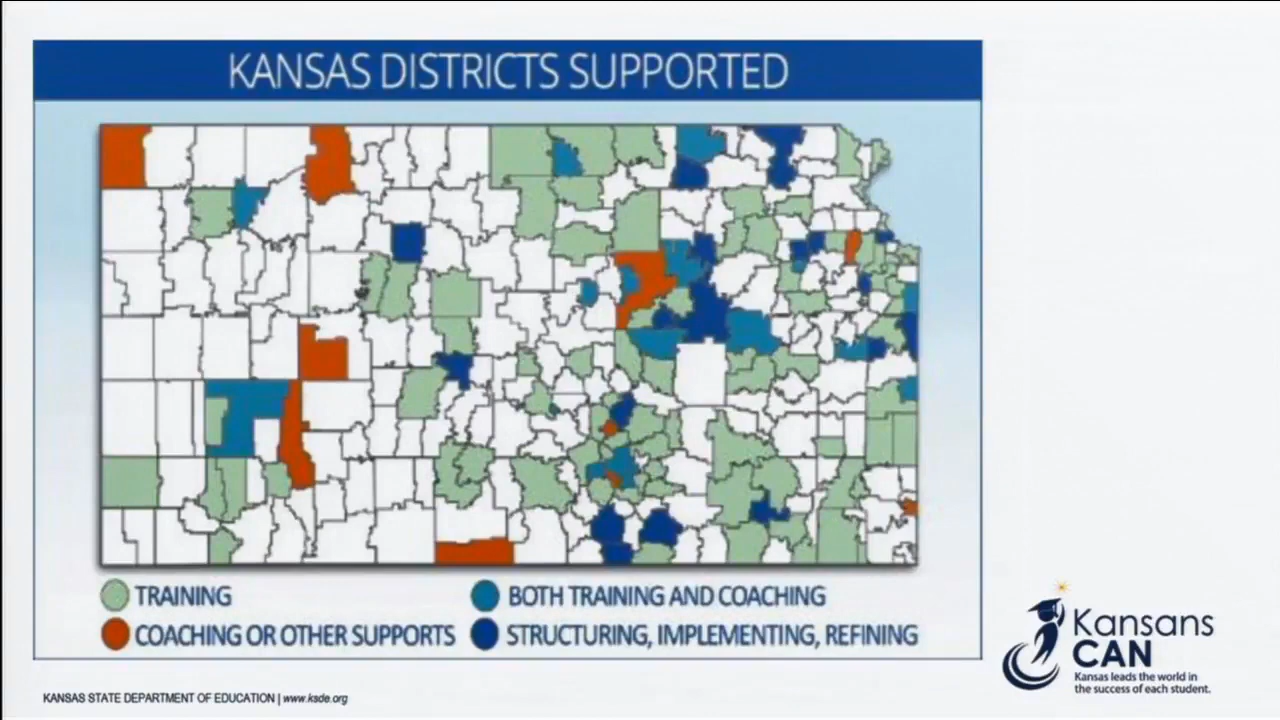 KANSAS DISTRICTS SUPPORTED
TRAINING
BOTH TRAINING AND COACHING
COACHING OR OTHER SUPPORTS
STRUCTURING, IMPLEMENTING, REFINING
Kansans
CAN
Kansas leads the world in
the success of each student.
KANSAS STATE DEPARTMENT OF EDUCATION | www.ksde.org